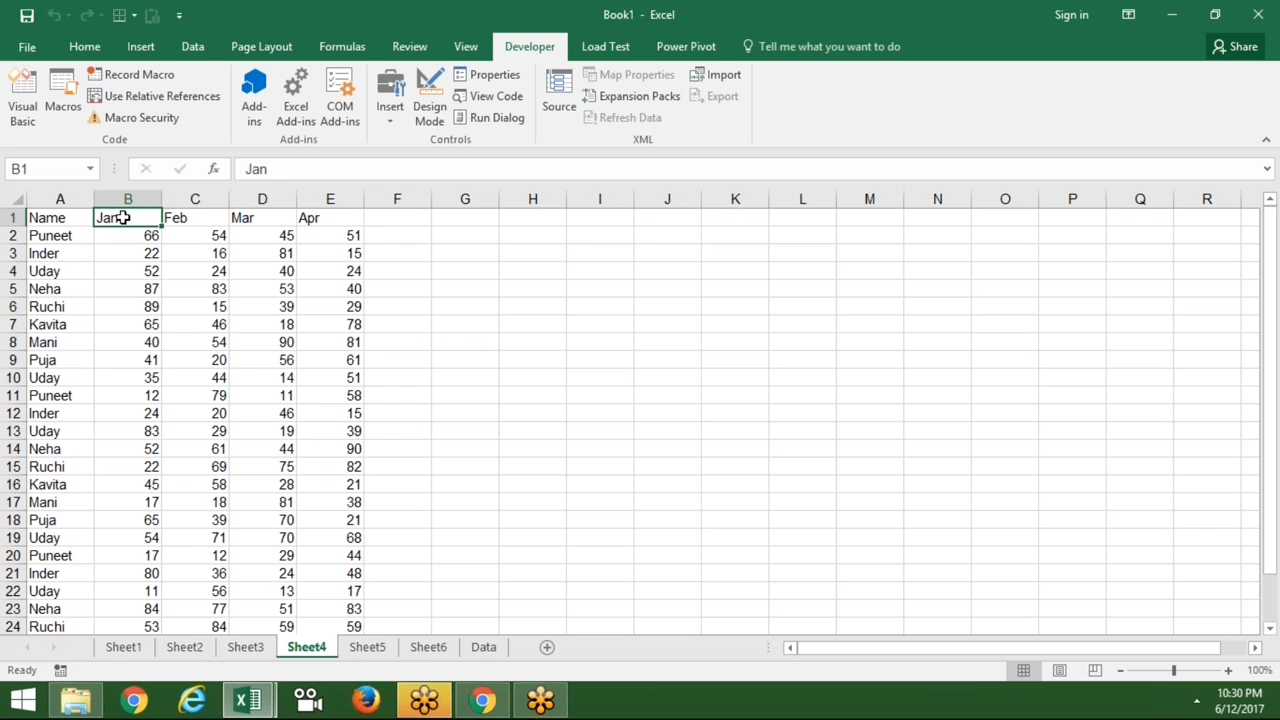 Book1 - Excel
Sign in
File Home Insert Data Page Layout Formulas Review View Developer Load Test Power Pivot Tell me what you want to do Share
Visual Basic
Macros
Record Macro
Use Relative References
Macro Security
Code
Add-ins
Excel Add-ins
COM Add-ins
Add-ins
Insert
Design Mode
Properties
View Code
Run Dialog
Controls
Source
Map Properties
Expansion Packs
Refresh Data
Import
Export
XML
B1 fx Jan
A B C D E F G H I J K L M N O P Q R
1 Name Jan Feb Mar Apr
2 Puneet 66 54 45 51
3 Inder 22 16 81 15
4 Uday 52 24 40 24
5 Neha 87 83 53 40
6 Ruchi 89 15 39 29
7 Kavita 65 46 18 78
8 Mani 40 54 90 81
9 Puja 41 20 56 61
10 Uday 35 44 14 51
11 Puneet 12 79 11 58
12 Inder 24 20 46 15
13 Uday 83 29 19 39
14 Neha 52 61 44 90
15 Ruchi 22 69 75 82
16 Kavita 45 58 28 21
17 Mani 17 18 81 38
18 Puja 65 39 70 21
19 Uday 54 71 70 68
20 Puneet 17 12 29 44
21 Inder 80 36 24 48
22 Uday 11 56 13 17
23 Neha 84 77 51 83
24 Ruchi 53 84 59 59
Sheet1 Sheet2 Sheet3 Sheet4 Sheet5 Sheet6 Data
Ready 100%
10:30 PM
6/12/2017